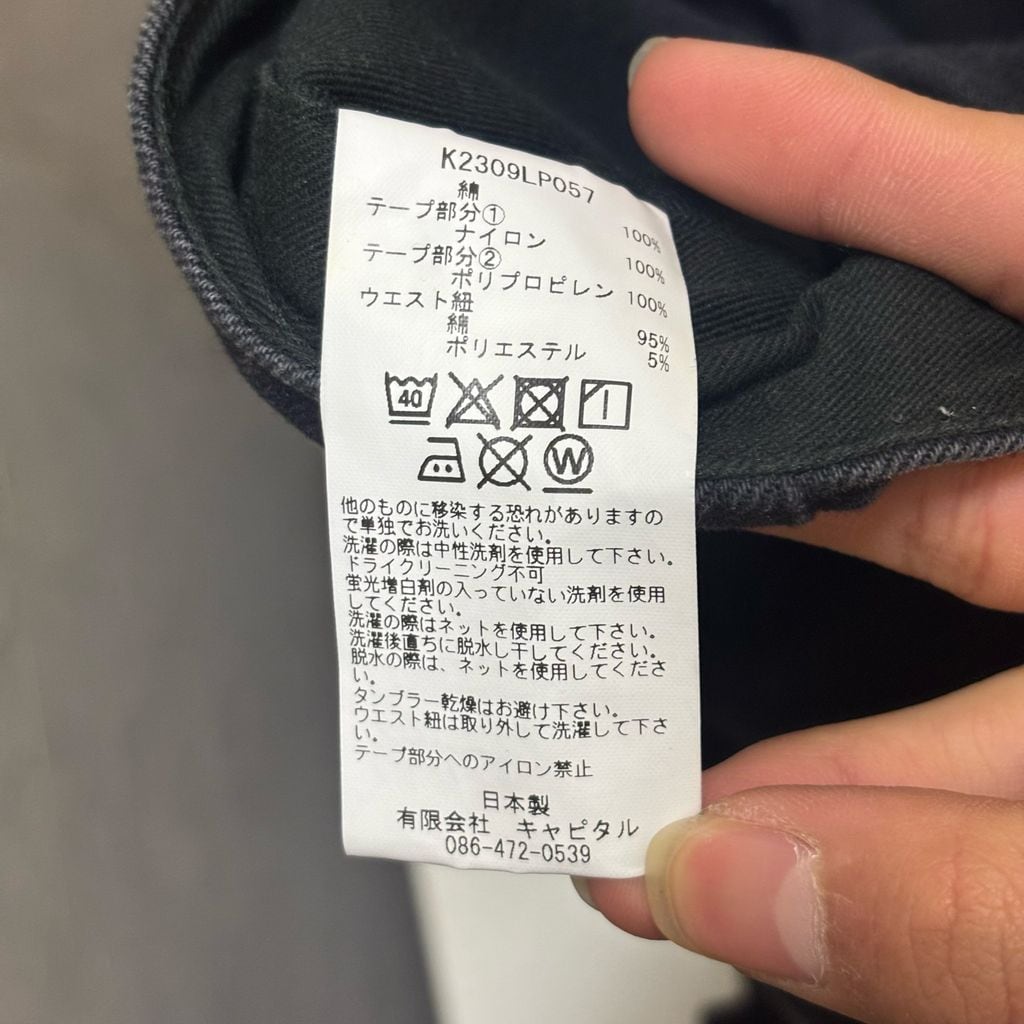 K2309LP057
綿 100%
テープ部分①
ナイロン 100%
テープ部分②
ポリプロピレン 100%
ウエスト紐
綿 95%
ポリエステル 5%
40
W
他のものに移染する恐れがありますの
で単独でお洗いください。
洗濯の際は中性洗剤を使用して下さい。
ドライクリーニング不可
蛍光増白剤の入っていない洗剤を使用
してください。
洗濯の際はネットを使用して下さい。
洗濯後直ちに脱水し干してください。
脱水の際は、ネットを使用してくださ
い。
タンブラー乾燥はお避け下さい。
ウエスト紐は取り外して洗濯して下さ
い。
テープ部分へのアイロン禁止
日本製
有限会社 キャピタル
086-472-0539